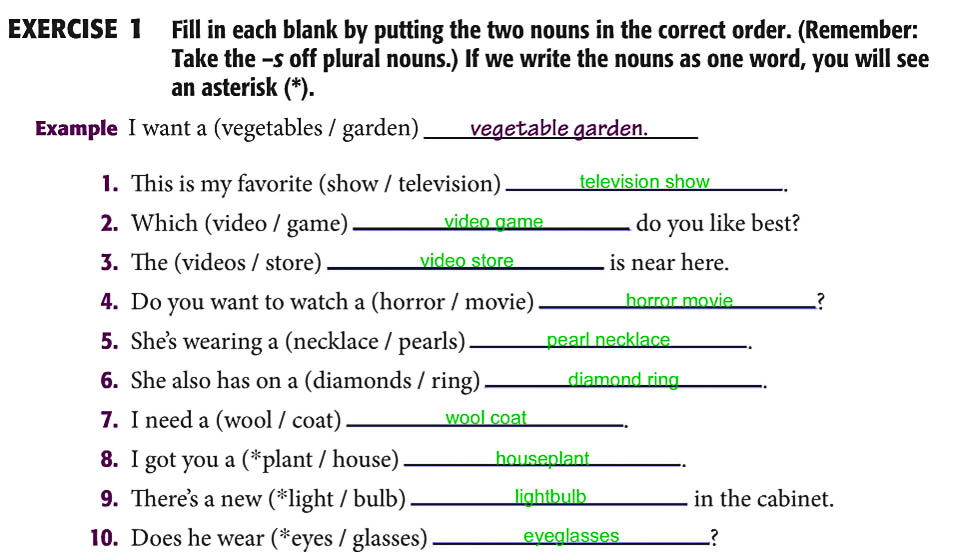 EXERCISE 1 Fill in each blank by putting the two nouns in the correct order. (Remember:
Take the –s off plural nouns.) If we write the nouns as one word, you will see
an asterisk (*).
Example I want a (vegetables / garden) vegetable garden.
1. This is my favorite (show / television) television show.
2. Which (video / game) video game do you like best?
3. The (videos / store) video store is near here.
4. Do you want to watch a (horror / movie) horror movie?
5. She's wearing a (necklace / pearls) pearl necklace.
6. She also has on a (diamonds / ring) diamond ring.
7. I need a (wool / coat) wool coat.
8. I got you a (*plant / house) houseplant.
9. There's a new (*light / bulb) lightbulb in the cabinet.
10. Does he wear (*eyes / glasses) eyeglasses?